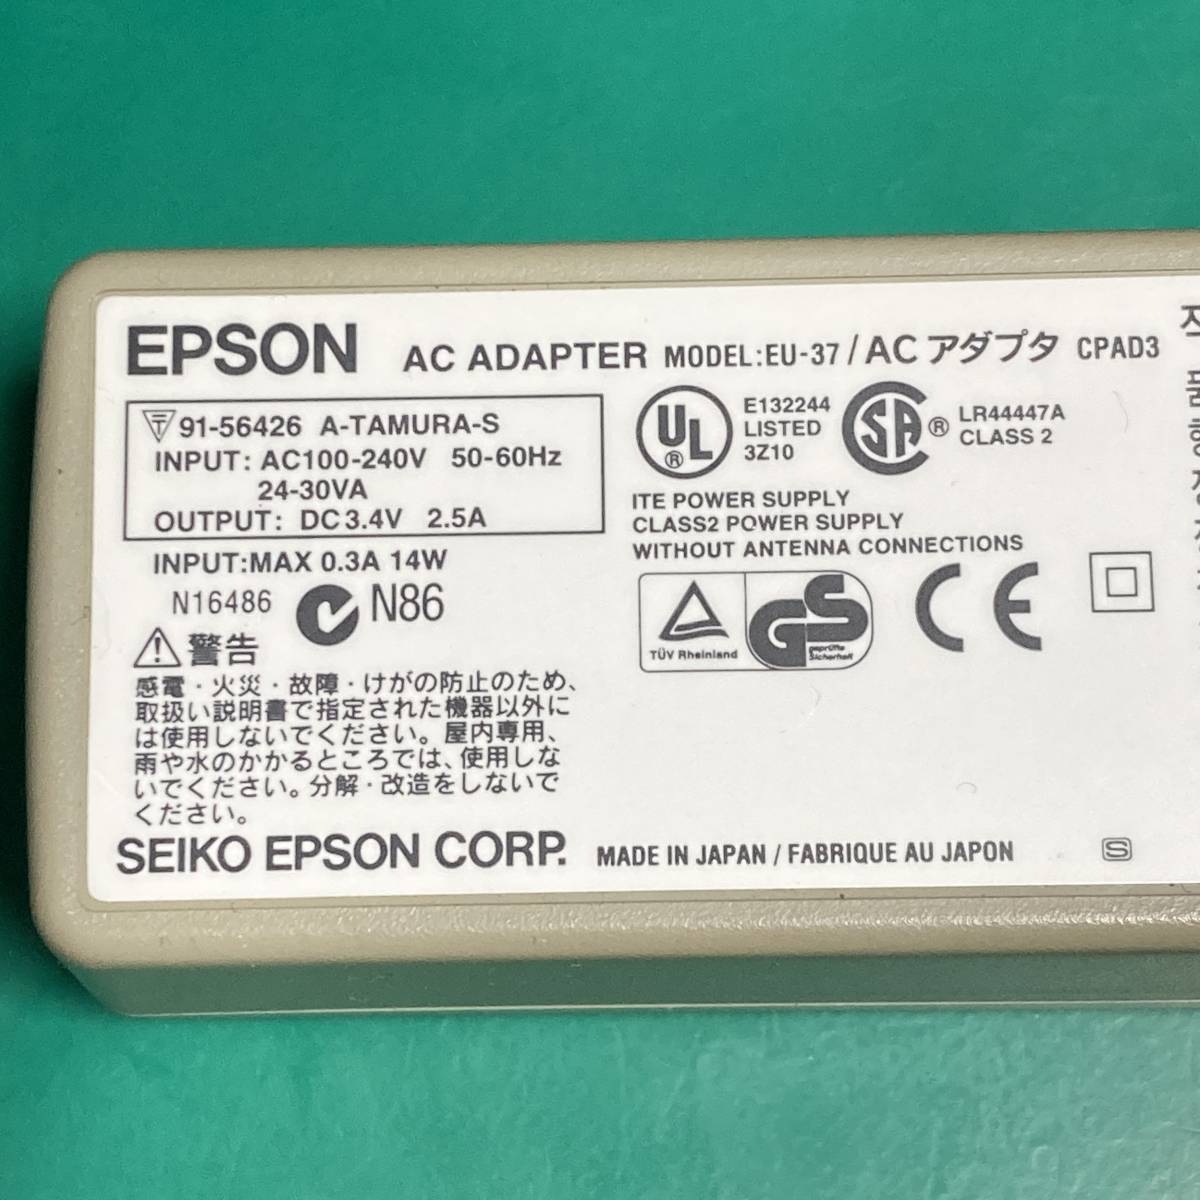 EPSON AC ADAPTER MODEL:EU-37 / AC アダプタ CPAD3
91-56426 A-TAMURA-S
INPUT: AC100-240V 50-60Hz
24-30VA
OUTPUT: DC3.4V 2.5A
INPUT:MAX 0.3A 14W
N16486 N86
警告
感電・火災・故障・けがの防止のため、
取扱い説明書で指定された機器以外に
は使用しないでください。屋内専用、
雨や水のかかるところでは、使用しな
いでください。分解・改造をしないで
ください。
SEIKO EPSON CORP. MADE IN JAPAN / FABRIQUE AU JAPON S
UL ® E132244
LISTED
3Z10
SA ® LR44447A
CLASS 2
ITE POWER SUPPLY
CLASS2 POWER SUPPLY
WITHOUT ANTENNA CONNECTIONS
TÜV Rheinland
GS geprüfte
Sicherheit
CE